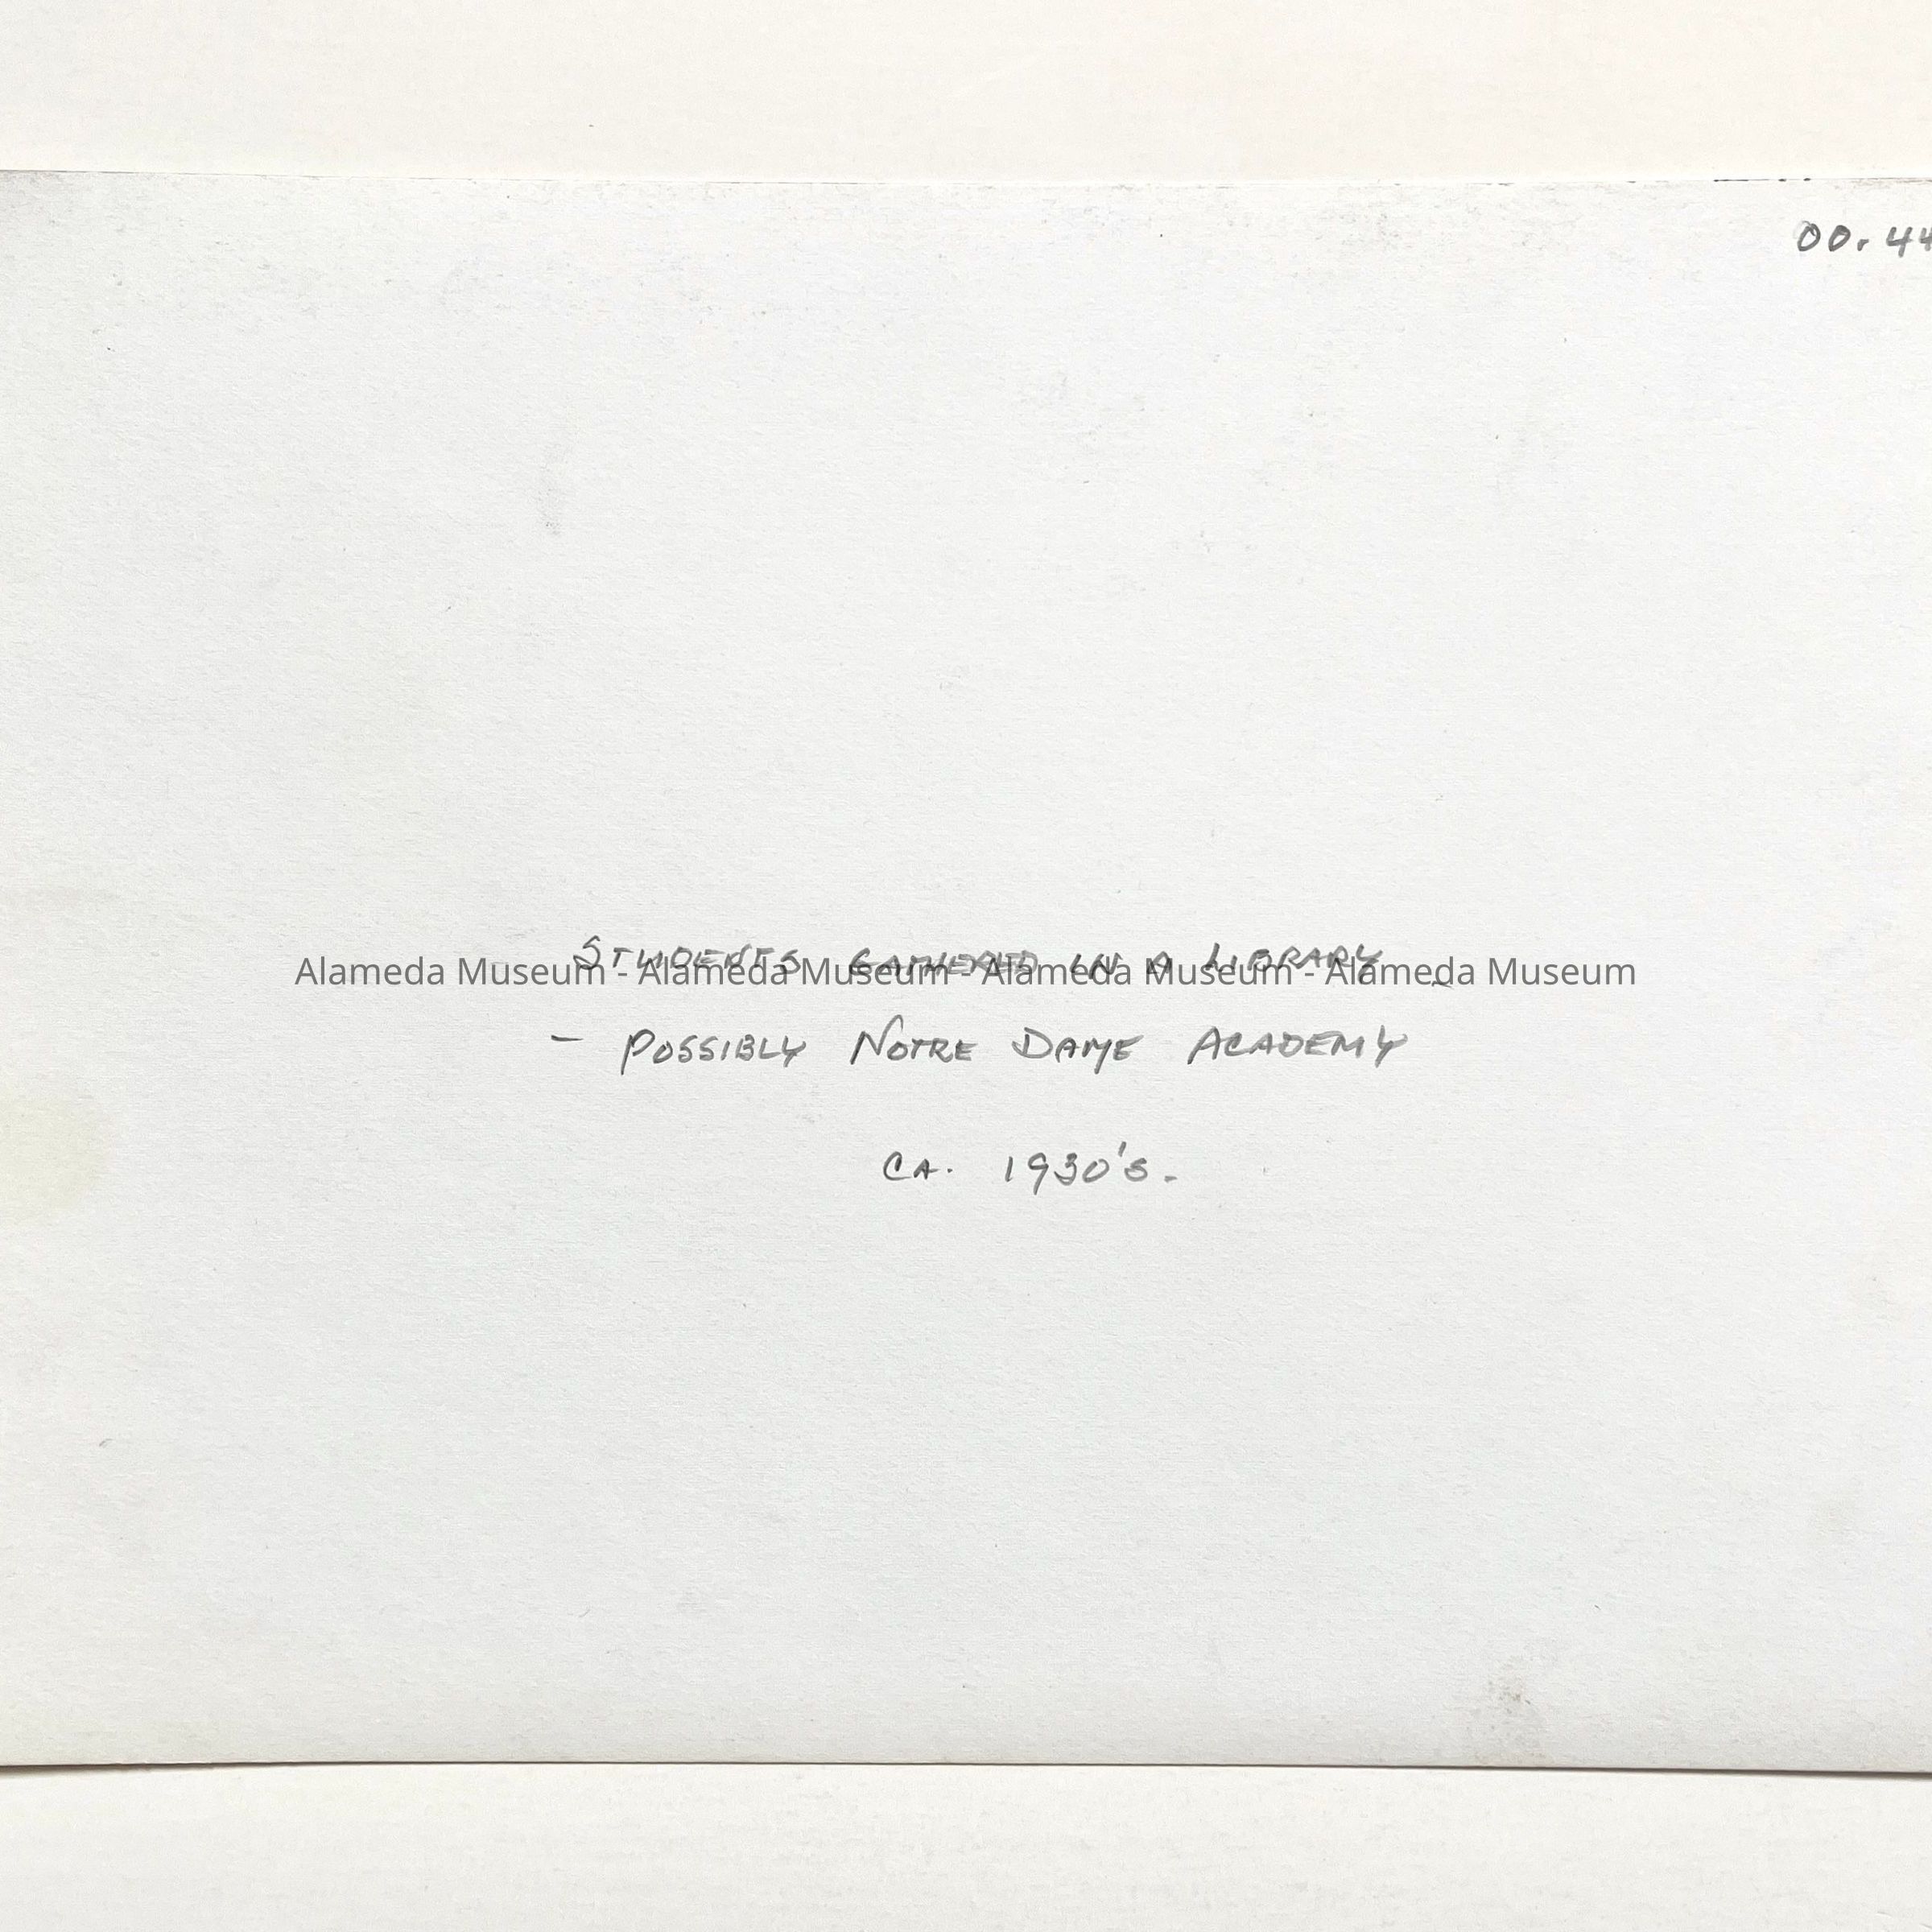 00.44
STUDENTS GATHERED IN A LIBRARY
Alameda Museum - Alameda Museum - Alameda Museum - Alameda Museum
- POSSIBLY NOTRE DAME ACADEMY
CA. 1930's.